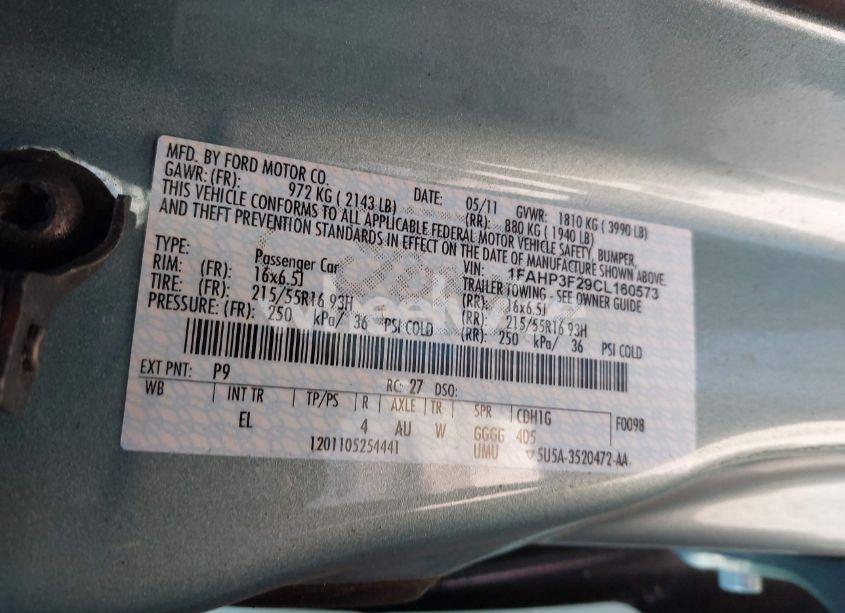 MFD. BY FORD MOTOR CO. DATE: 05/11 GVWR: 1810 KG ( 3990 LB)
GAWR: (FR): 972 KG ( 2143 LB) (RR): 880 KG ( 1940 LB)
THIS VEHICLE CONFORMS TO ALL APPLICABLE FEDERAL MOTOR VEHICLE SAFETY, BUMPER,
AND THEFT PREVENTION STANDARDS IN EFFECT ON THE DATE OF MANUFACTURE SHOWN ABOVE.
VIN: 1FAHP3F29CL160573
TYPE: Passenger Car TRAILER TOWING - SEE OWNER GUIDE
RIM: (FR): 16x6.5J (RR): 16x6.5J
TIRE: (FR): 215/55R16 93H (RR): 215/55R16 93H
PRESSURE: (FR): 250 kPa/ 36 PSI COLD (RR): 250 kPa/ 36 PSI COLD
EXT PNT: P9 RC: 27 DSO: F0098
WB INT TR TP/PS R AXLE TR SPR CDH1G
EL 4 AU W GGGG 4D5
1201105254441 UMU ▽5U5A-3520472-AA